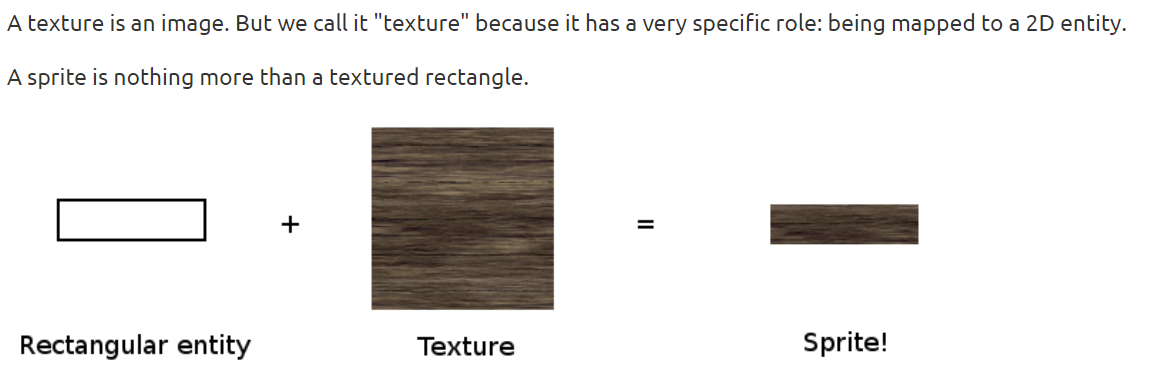 A texture is an image. But we call it "texture" because it has a very specific role: being mapped to a 2D entity.
A sprite is nothing more than a textured rectangle.
+ =
Rectangular entity Texture Sprite!